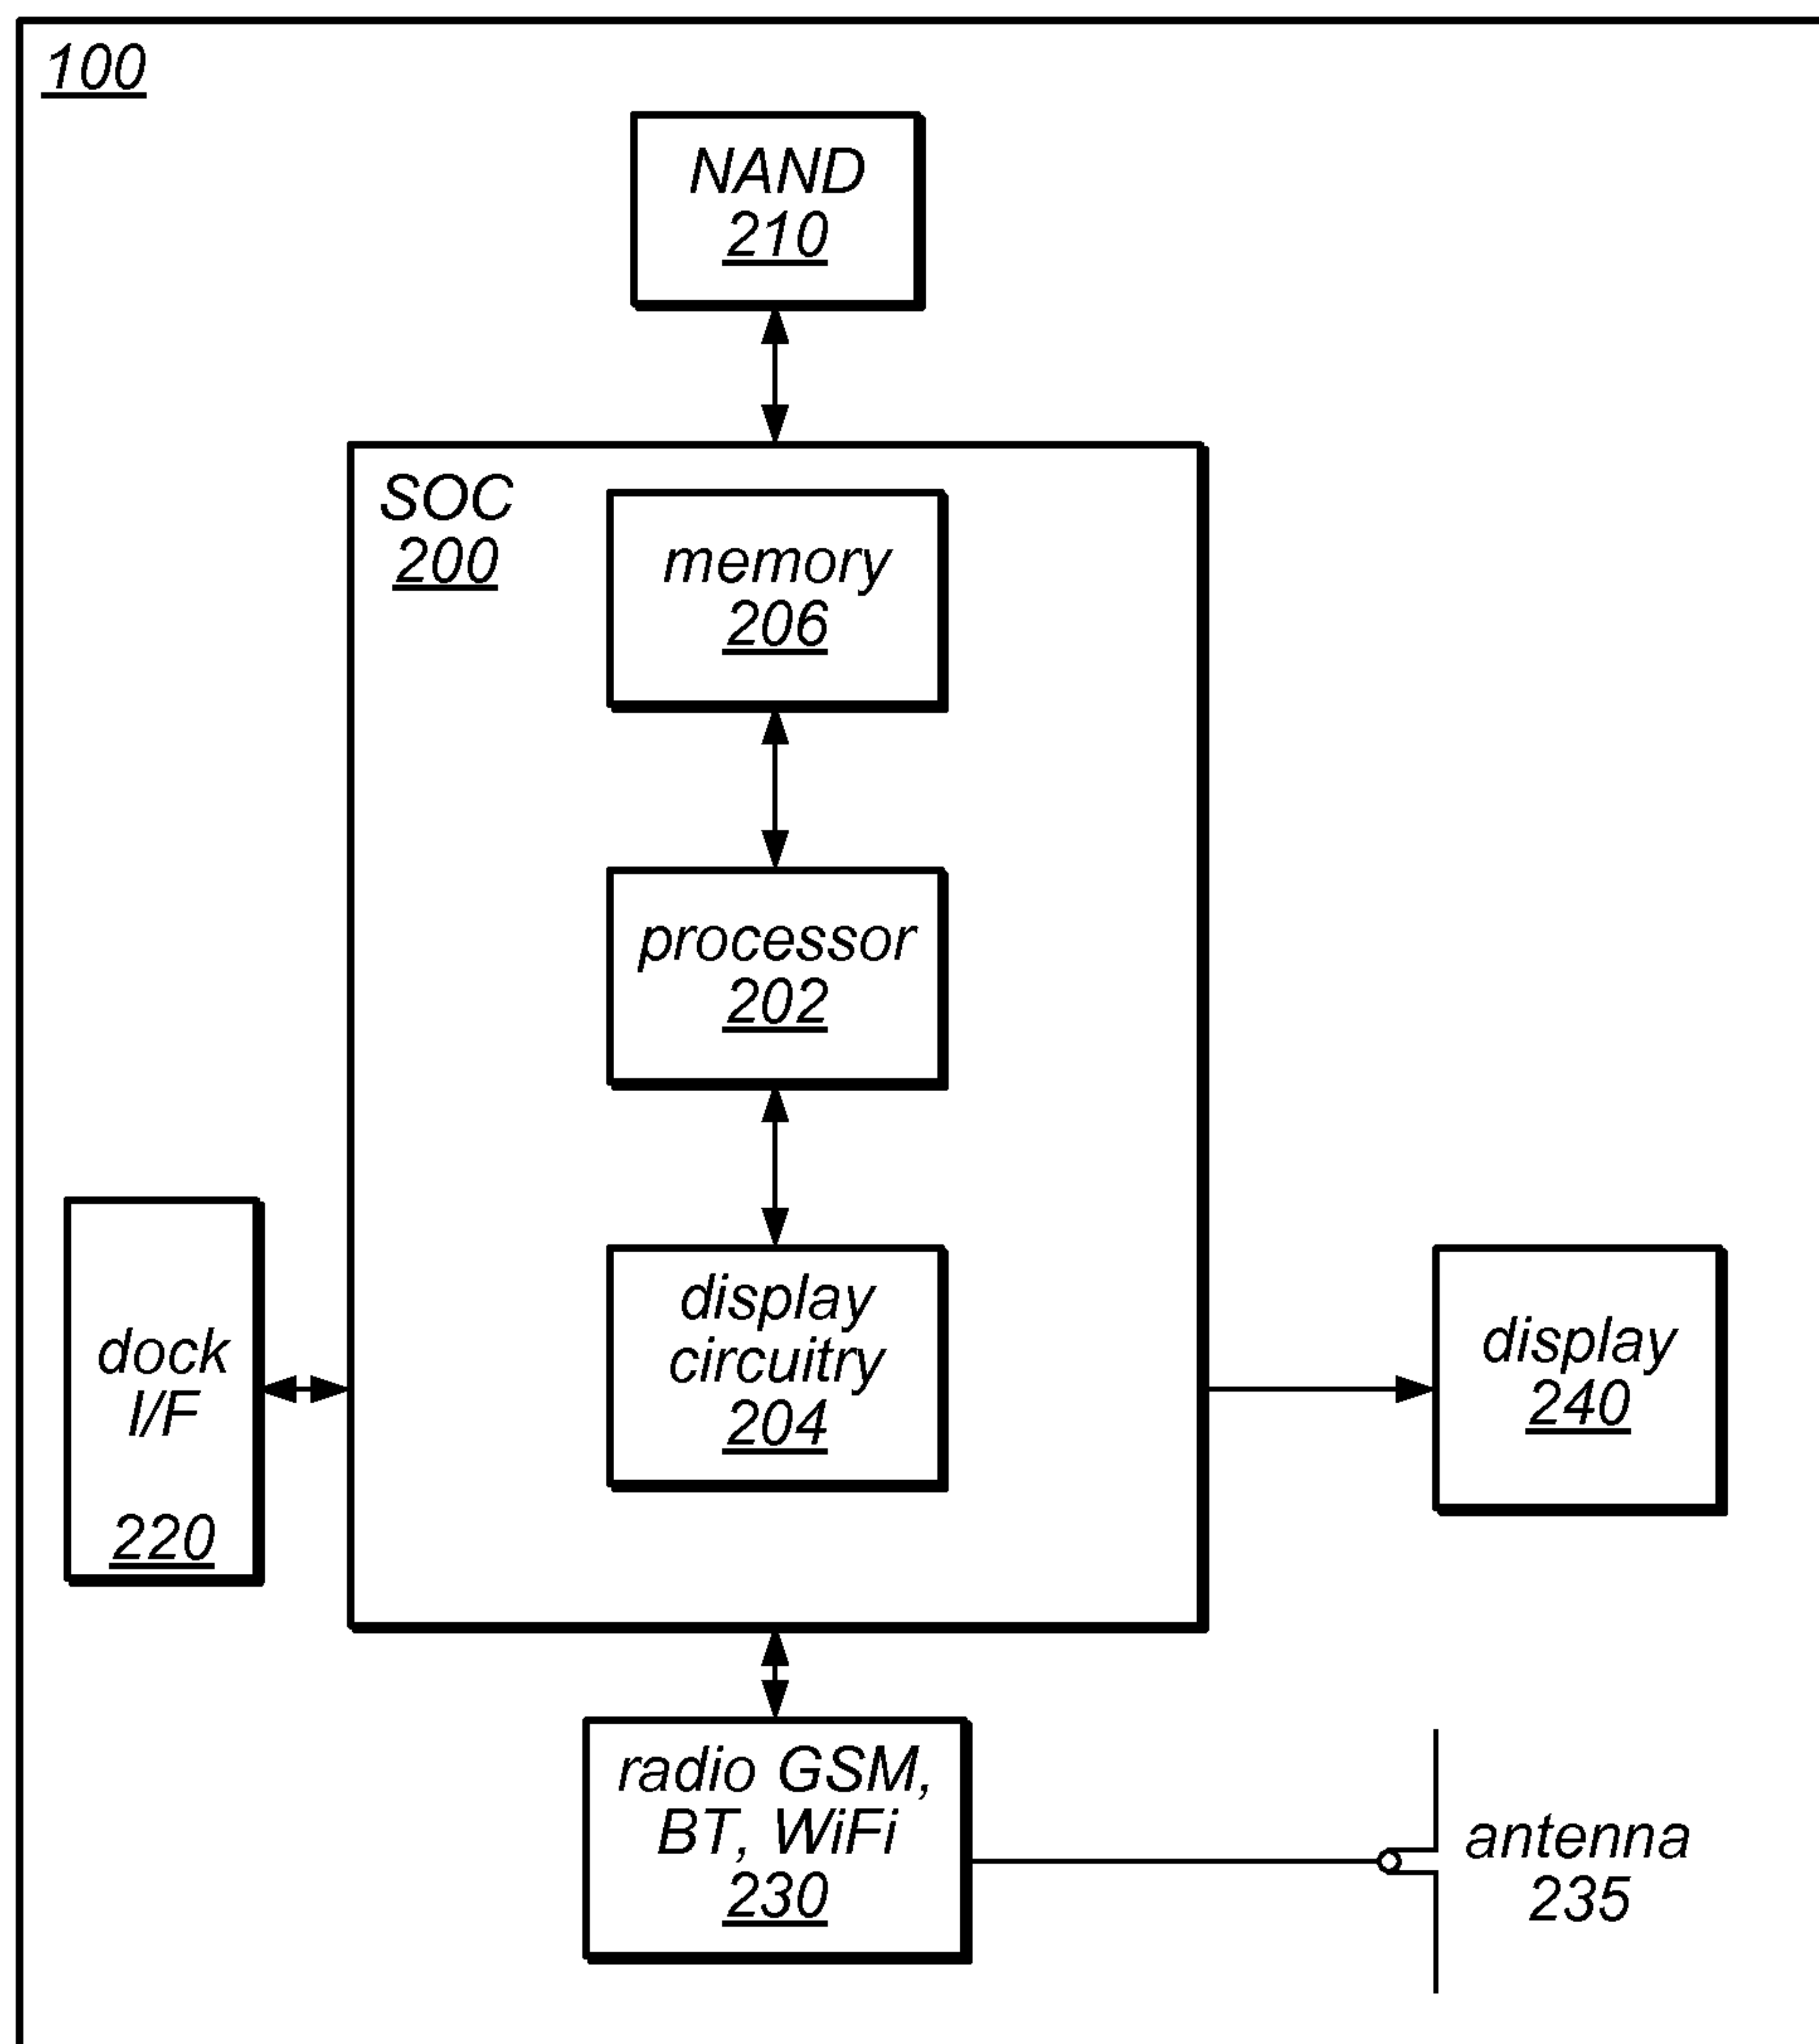 100
NAND
210
SOC
200
memory
206
processor
202
display
circuitry
204
dock
I/F
220
display
240
radio GSM,
BT, WiFi
230
antenna
235